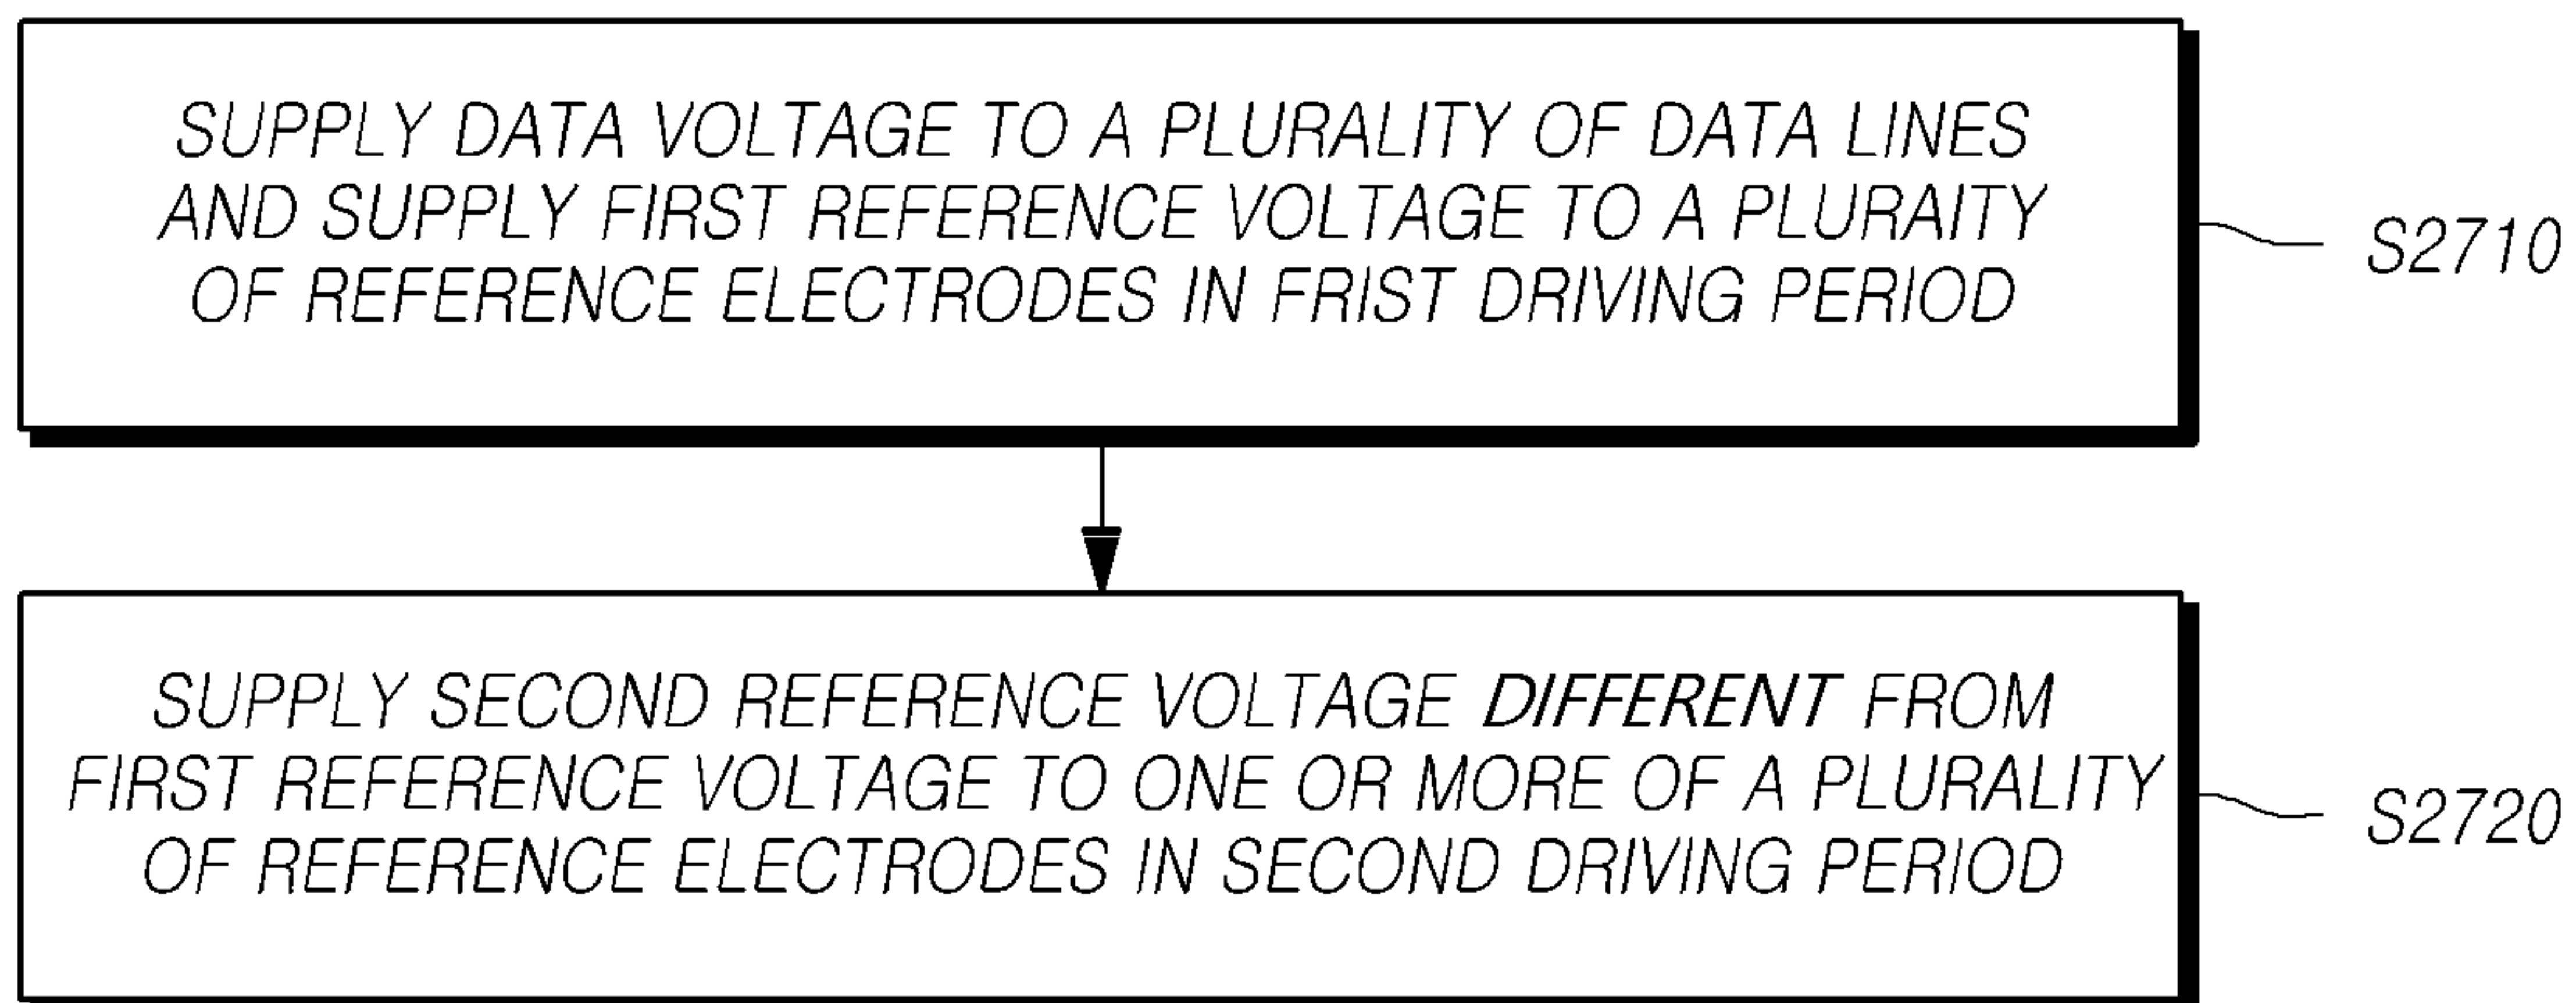 SUPPLY DATA VOLTAGE TO A PLURALITY OF DATA LINES
AND SUPPLY FIRST REFERENCE VOLTAGE TO A PLURAITY
OF REFERENCE ELECTRODES IN FRIST DRIVING PERIOD
S2710
SUPPLY SECOND REFERENCE VOLTAGE DIFFERENT FROM
FIRST REFERENCE VOLTAGE TO ONE OR MORE OF A PLURALITY
OF REFERENCE ELECTRODES IN SECOND DRIVING PERIOD
S2720